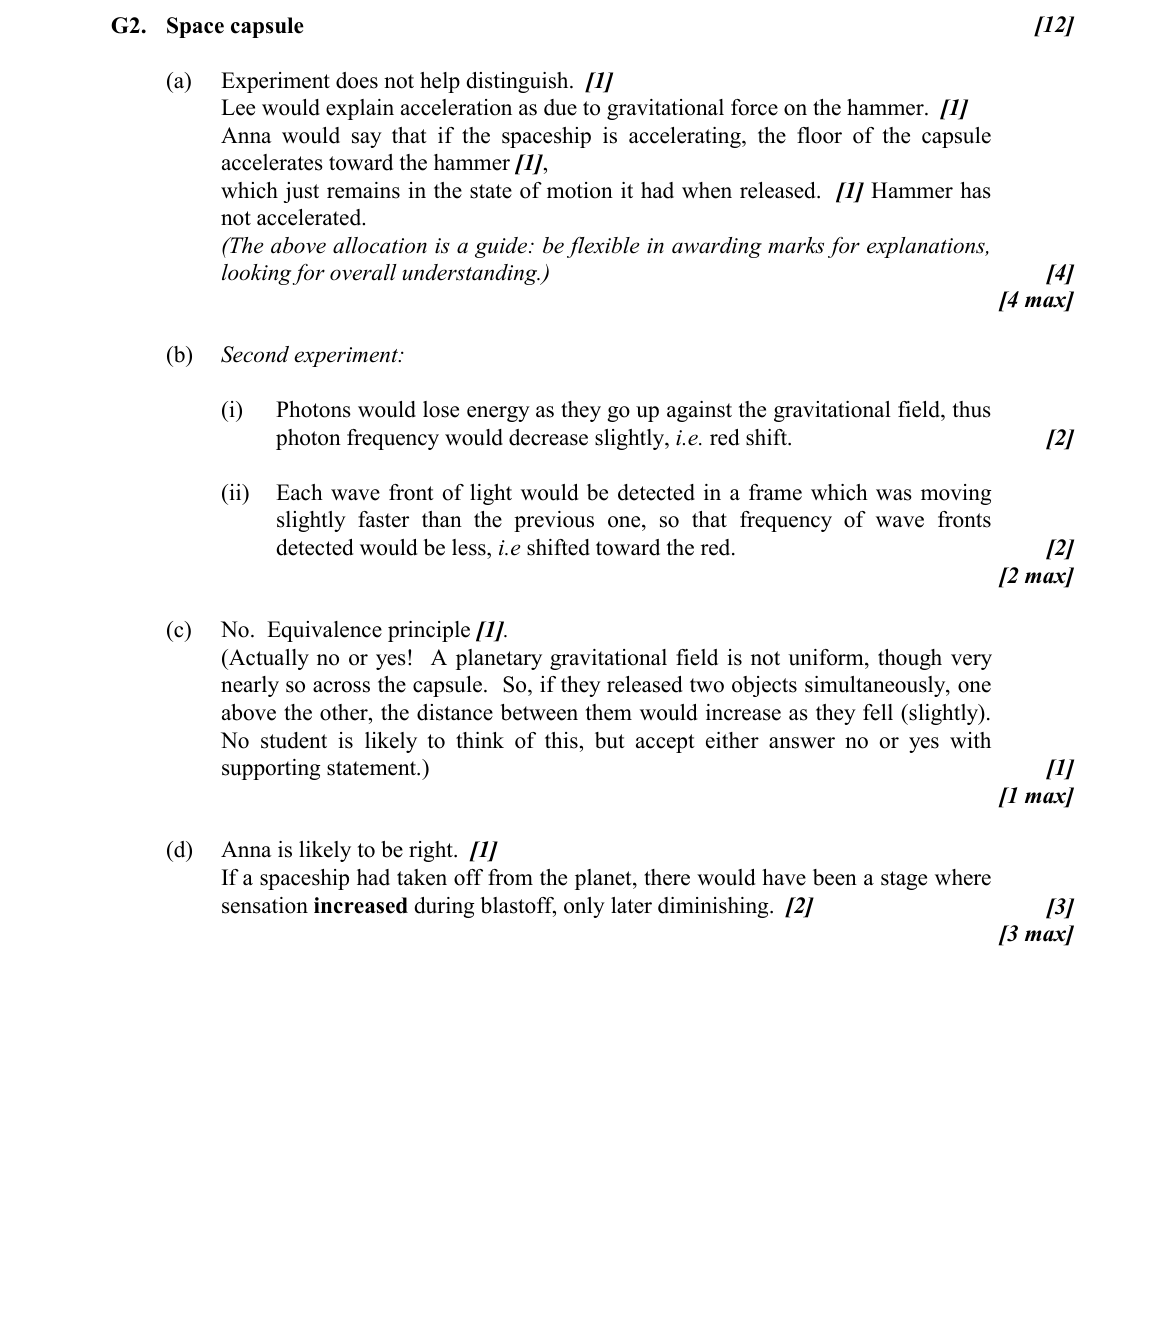 G2. Space capsule [12]
(a) Experiment does not help distinguish. [1]
Lee would explain acceleration as due to gravitational force on the hammer. [1]
Anna would say that if the spaceship is accelerating, the floor of the capsule
accelerates toward the hammer [1],
which just remains in the state of motion it had when released. [1] Hammer has
not accelerated.
(The above allocation is a guide: be flexible in awarding marks for explanations,
looking for overall understanding.) [4]
[4 max]
(b) Second experiment:
(i) Photons would lose energy as they go up against the gravitational field, thus
photon frequency would decrease slightly, i.e. red shift. [2]
(ii) Each wave front of light would be detected in a frame which was moving
slightly faster than the previous one, so that frequency of wave fronts
detected would be less, i.e shifted toward the red. [2]
[2 max]
(c) No. Equivalence principle [1].
(Actually no or yes! A planetary gravitational field is not uniform, though very
nearly so across the capsule. So, if they released two objects simultaneously, one
above the other, the distance between them would increase as they fell (slightly).
No student is likely to think of this, but accept either answer no or yes with
supporting statement.) [1]
[1 max]
(d) Anna is likely to be right. [1]
If a spaceship had taken off from the planet, there would have been a stage where
sensation increased during blastoff, only later diminishing. [2] [3]
[3 max]